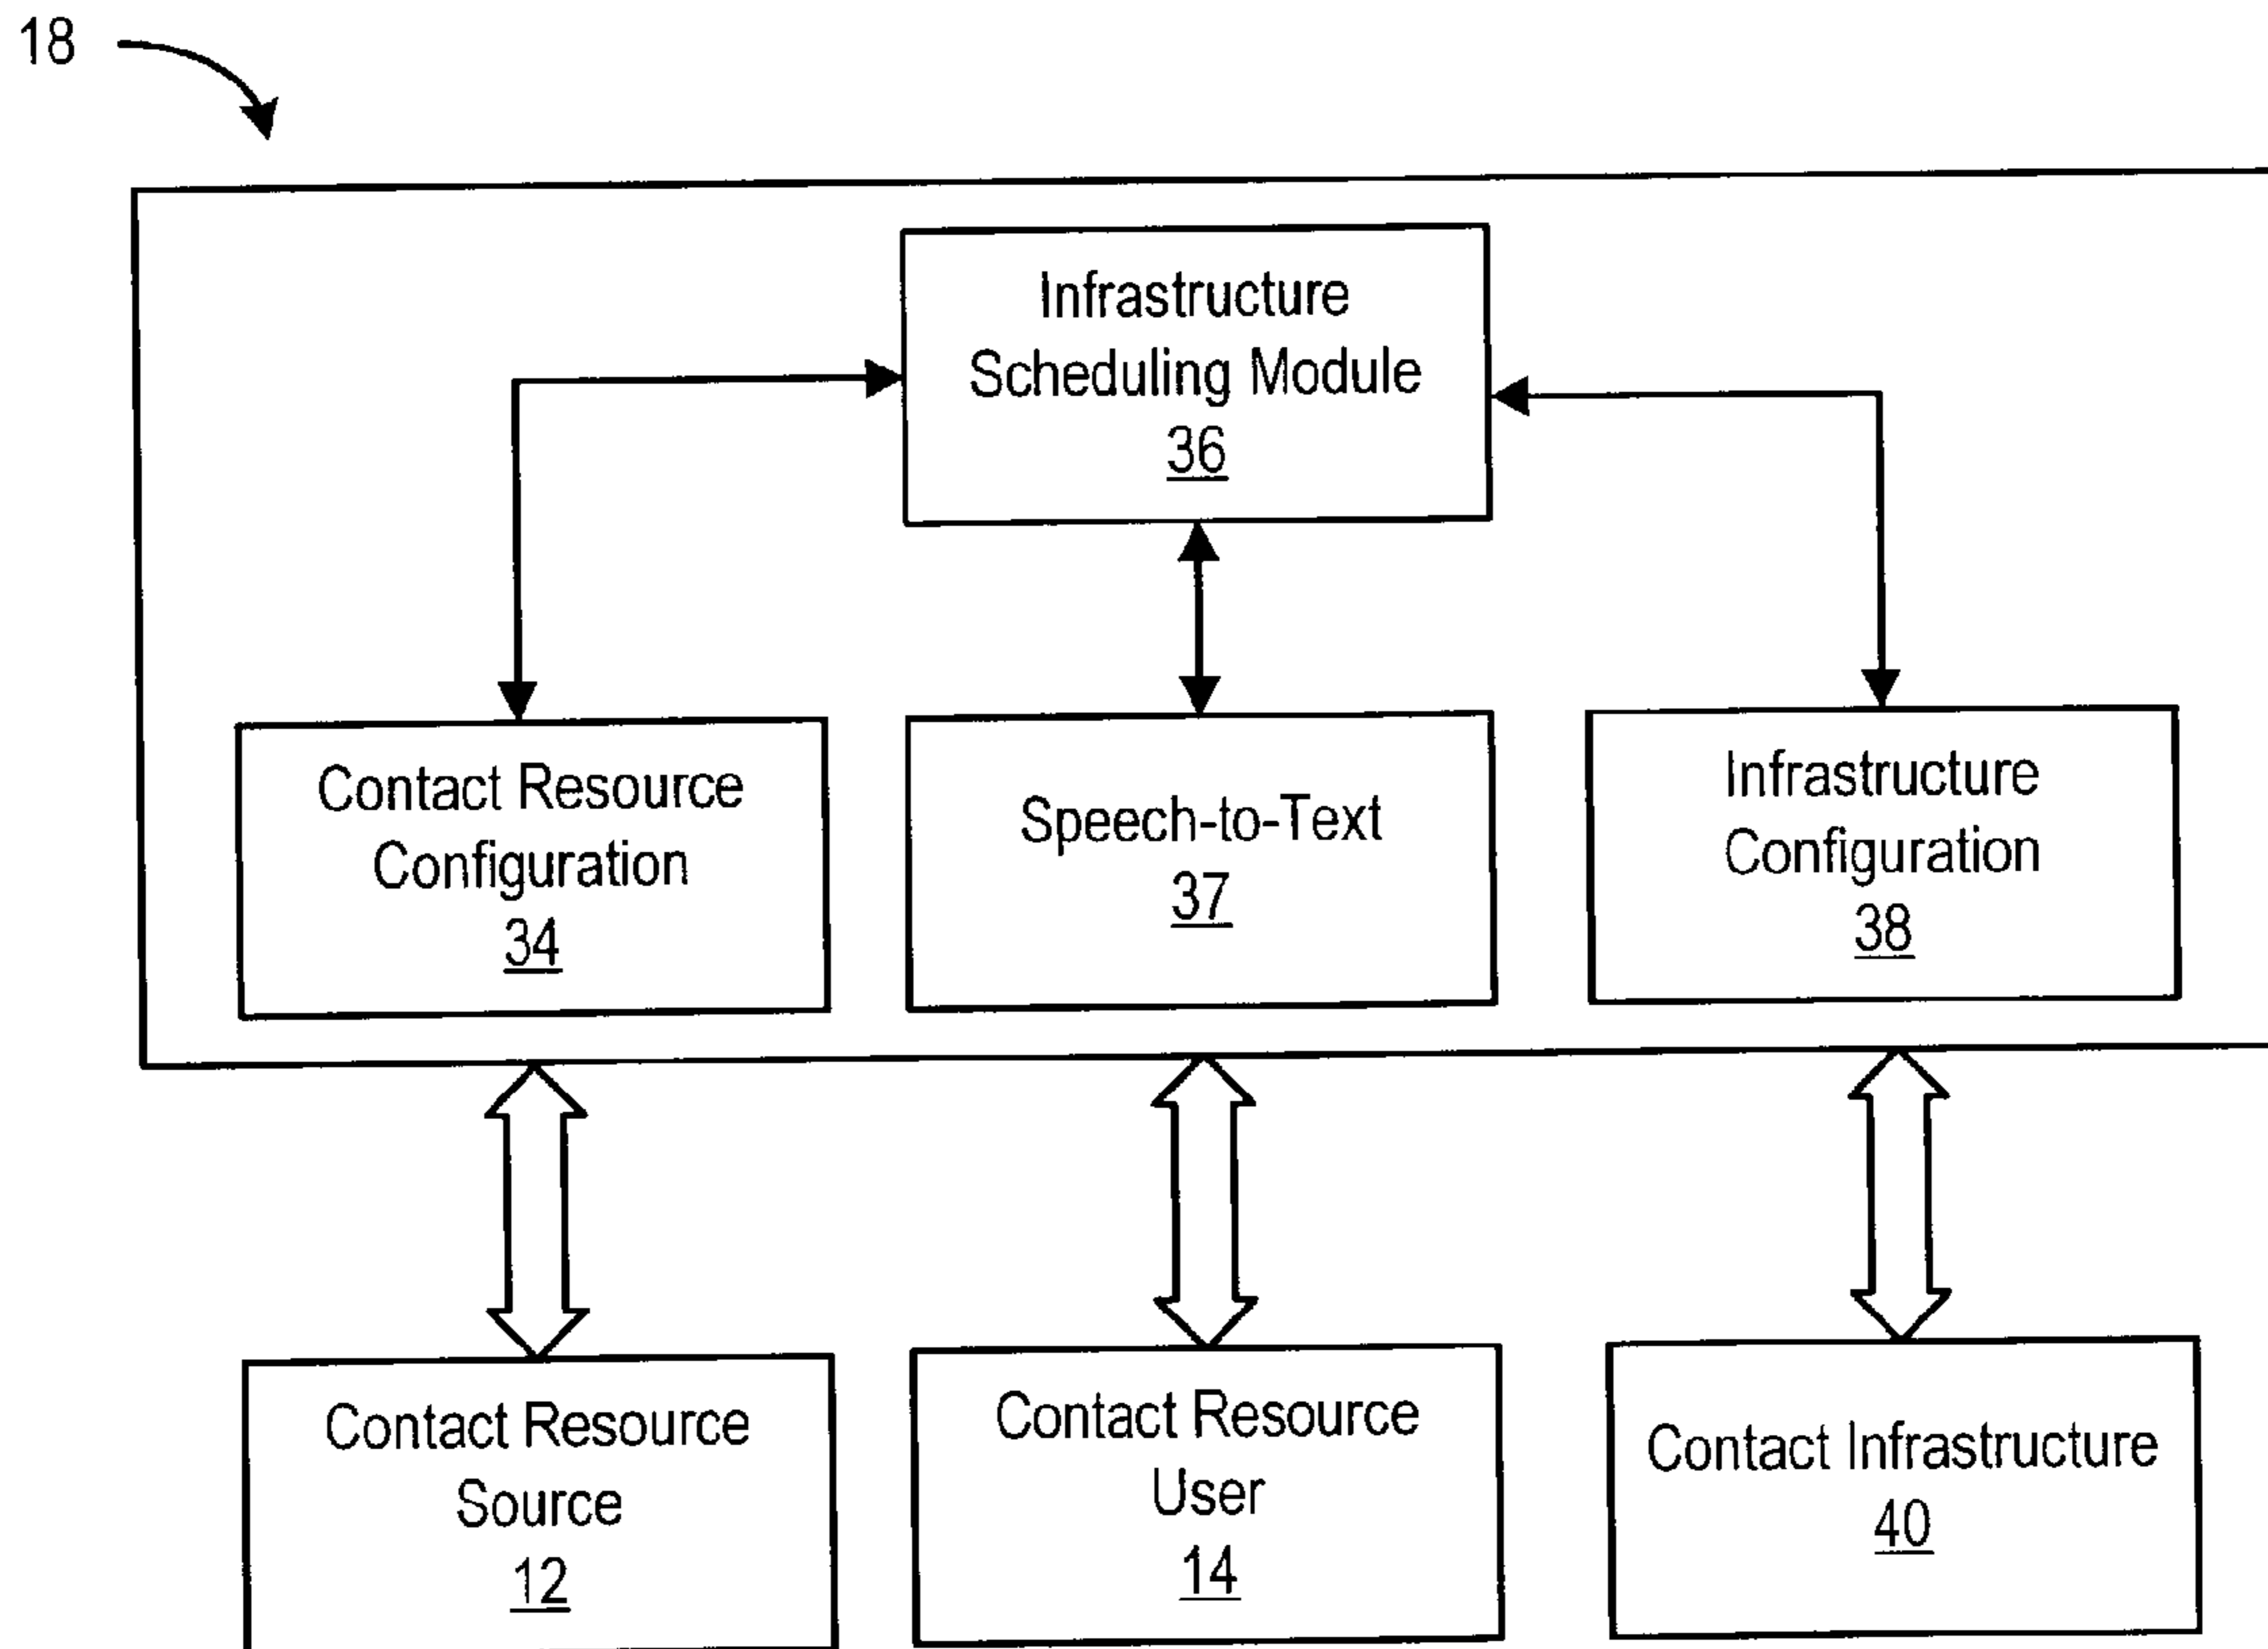 18
Infrastructure
Scheduling Module
36
Contact Resource
Configuration
34
Speech-to-Text
37
Infrastructure
Configuration
38
Contact Resource
Source
12
Contact Resource
User
14
Contact Infrastructure
40